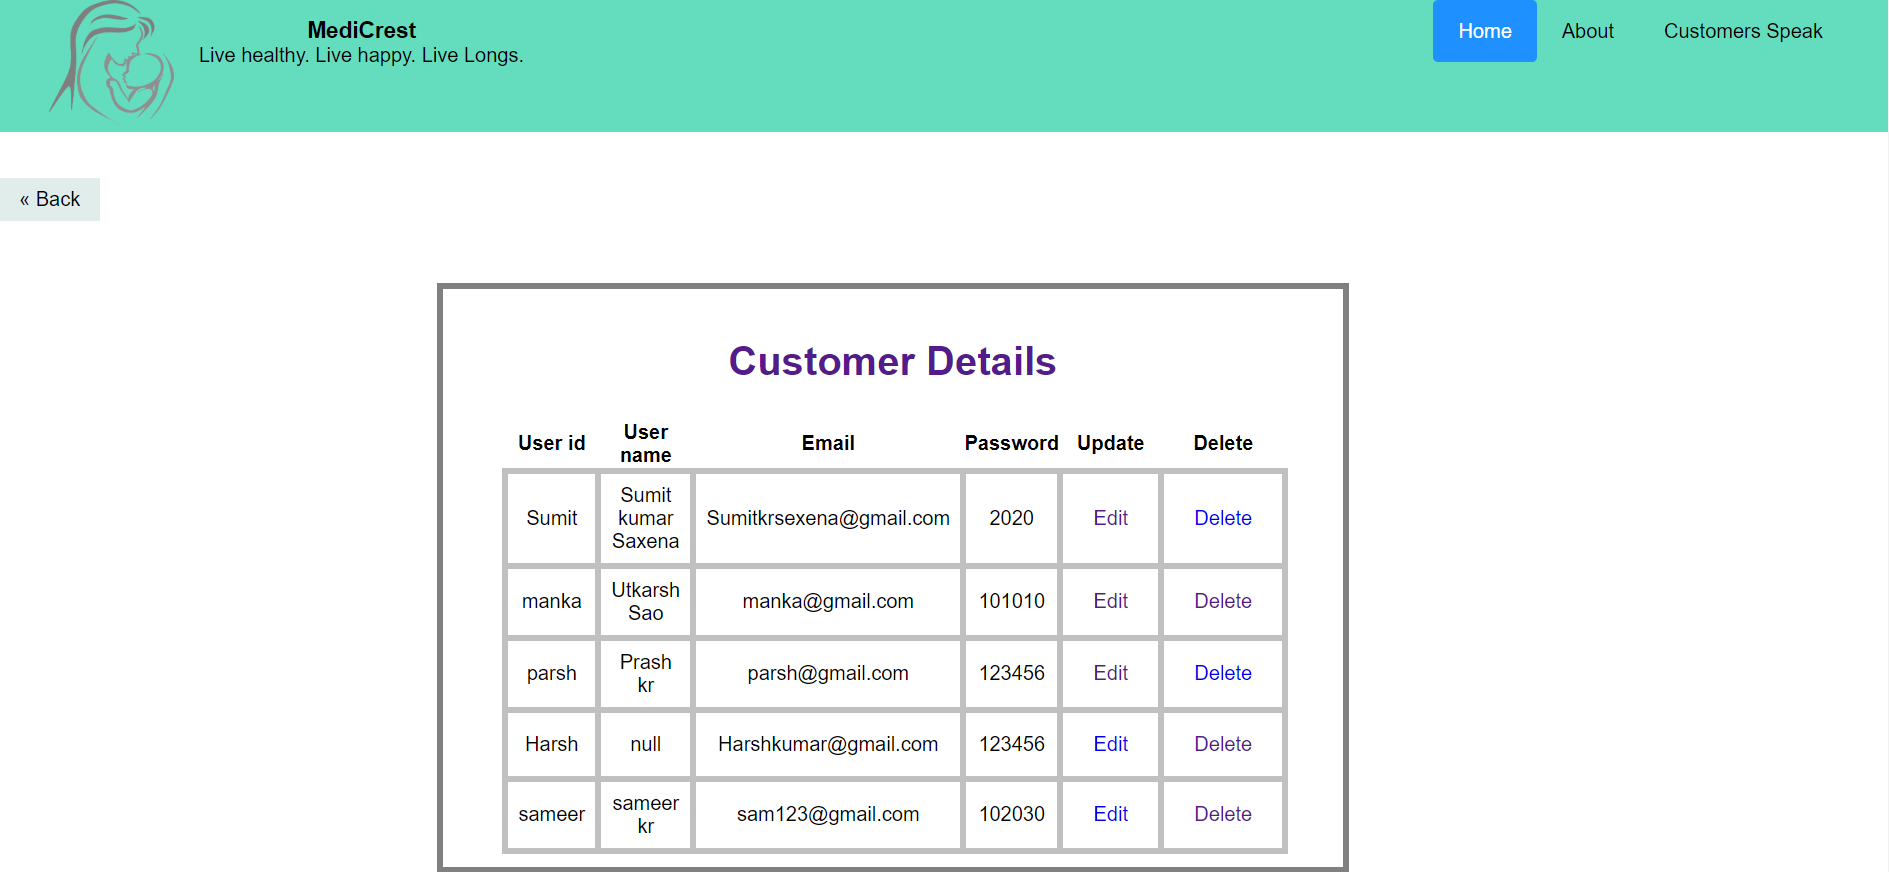 MediCrest
Live healthy. Live happy. Live Longs.
Home About Customers Speak
« Back
Customer Details
User id User name Email Password Update Delete
Sumit Sumit kumar Saxena Sumitkrsexena@gmail.com 2020 Edit Delete
manka Utkarsh Sao manka@gmail.com 101010 Edit Delete
parsh Prash kr parsh@gmail.com 123456 Edit Delete
Harsh null Harshkumar@gmail.com 123456 Edit Delete
sameer sameer kr sam123@gmail.com 102030 Edit Delete